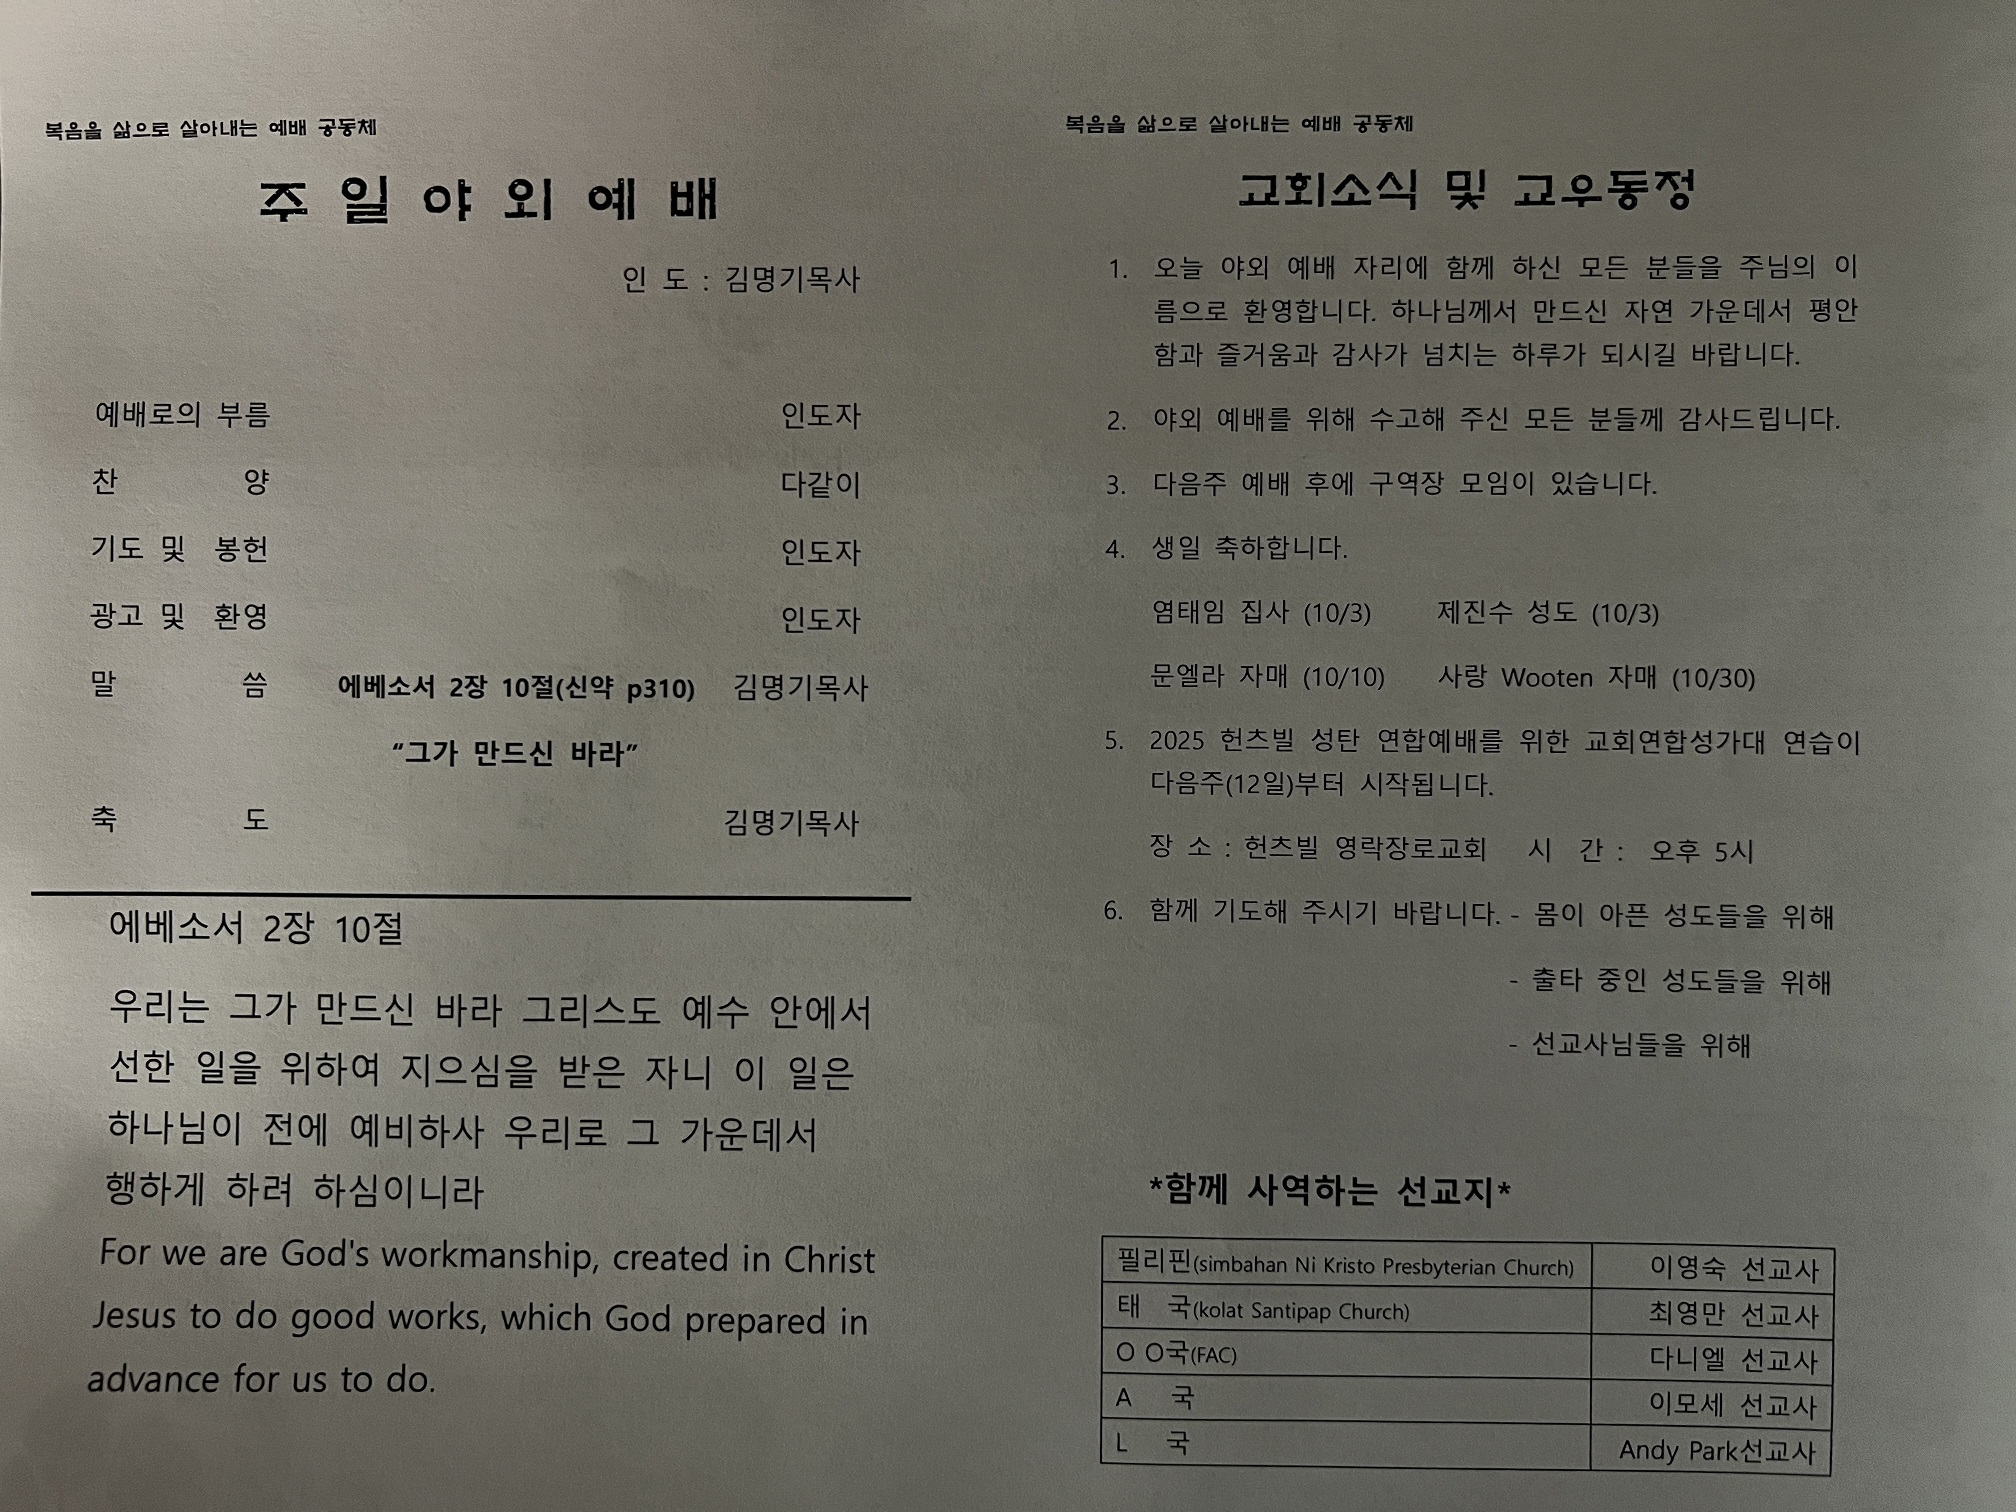 복음을 삶으로 살아내는 예배 공동체
주 일 야 외 예 배
인 도 : 김명기목사
예배로의 부름 인도자
찬 양 다같이
기도 및 봉헌 인도자
광고 및 환영 인도자
말 씀 에베소서 2장 10절(신약 p310) 김명기목사
“그가 만드신 바라”
축 도 김명기목사
에베소서 2장 10절
우리는 그가 만드신 바라 그리스도 예수 안에서
선한 일을 위하여 지으심을 받은 자니 이 일은
하나님이 전에 예비하사 우리로 그 가운데서
행하게 하려 하심이니라
For we are God's workmanship, created in Christ
Jesus to do good works, which God prepared in
advance for us to do.
복음을 삶으로 살아내는 예배 공동체
교회소식 및 교우동정
1. 오늘 야외 예배 자리에 함께 하신 모든 분들을 주님의 이
름으로 환영합니다. 하나님께서 만드신 자연 가운데서 평안
함과 즐거움과 감사가 넘치는 하루가 되시길 바랍니다.
2. 야외 예배를 위해 수고해 주신 모든 분들께 감사드립니다.
3. 다음주 예배 후에 구역장 모임이 있습니다.
4. 생일 축하합니다.
염태임 집사 (10/3) 제진수 성도 (10/3)
문엘라 자매 (10/10) 사랑 Wooten 자매 (10/30)
5. 2025 헌츠빌 성탄 연합예배를 위한 교회연합성가대 연습이
다음주(12일)부터 시작됩니다.
장 소 : 헌츠빌 영락장로교회 시 간 : 오후 5시
6. 함께 기도해 주시기 바랍니다. - 몸이 아픈 성도들을 위해
- 출타 중인 성도들을 위해
- 선교사님들을 위해
*함께 사역하는 선교지*
필리핀(simbahan Ni Kristo Presbyterian Church) 이영숙 선교사
태 국(kolat Santipap Church) 최영만 선교사
O O국(FAC) 다니엘 선교사
A 국 이모세 선교사
L 국 Andy Park선교사